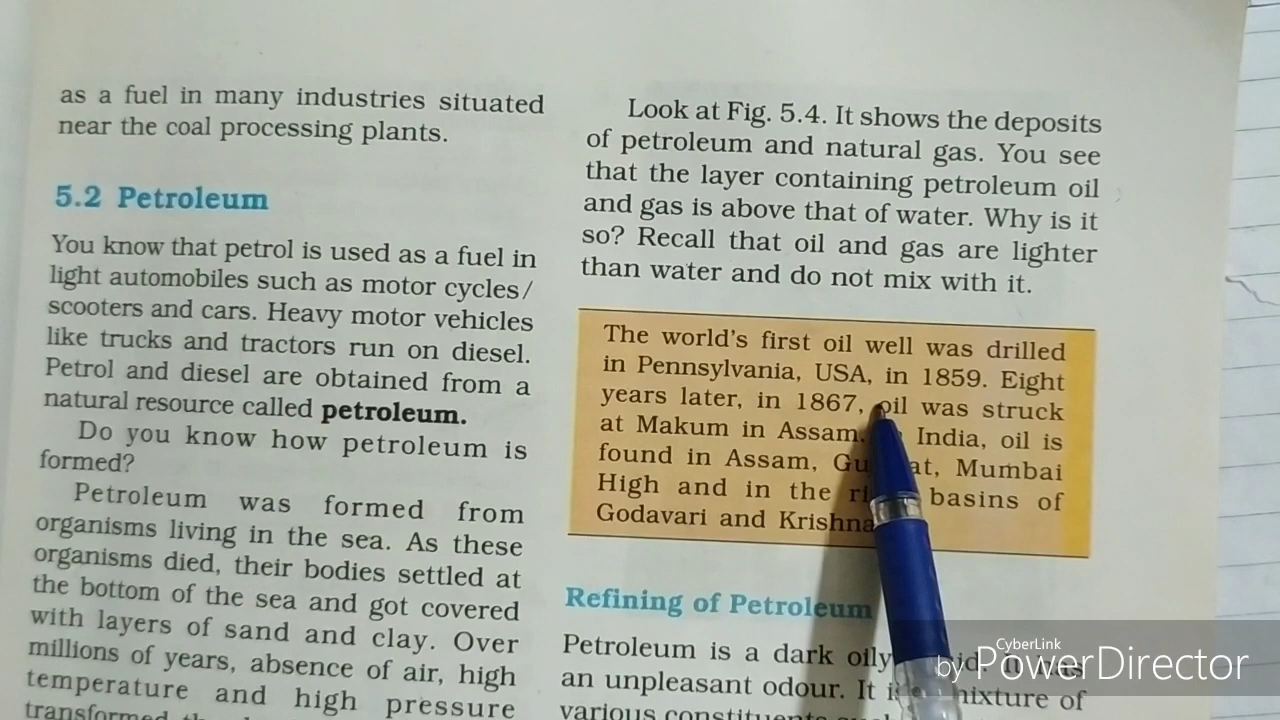 as a fuel in many industries situated
near the coal processing plants.
5.2 Petroleum
You know that petrol is used as a fuel in
light automobiles such as motor cycles/
scooters and cars. Heavy motor vehicles
like trucks and tractors run on diesel.
Petrol and diesel are obtained from a
natural resource called petroleum.
Do you know how petroleum is
formed?
Petroleum was formed from
organisms living in the sea. As these
organisms died, their bodies settled at
the bottom of the sea and got covered
with layers of sand and clay. Over
millions of years, absence of air, high
temperature and high pressure
transformed
Look at Fig. 5.4. It shows the deposits
of petroleum and natural gas. You see
that the layer containing petroleum oil
and gas is above that of water. Why is it
so? Recall that oil and gas are lighter
than water and do not mix with it.
The world's first oil well was drilled
in Pennsylvania, USA, in 1859. Eight
years later, in 1867, oil was struck
at Makum in Assam. India, oil is
found in Assam, Mumbai
High and in the basins of
Godavari and Krishna
Refining of Petroleum
Petroleum is a dark oily
an unpleasant odour. It mixture of
various constituents
CyberLink
by PowerDirector